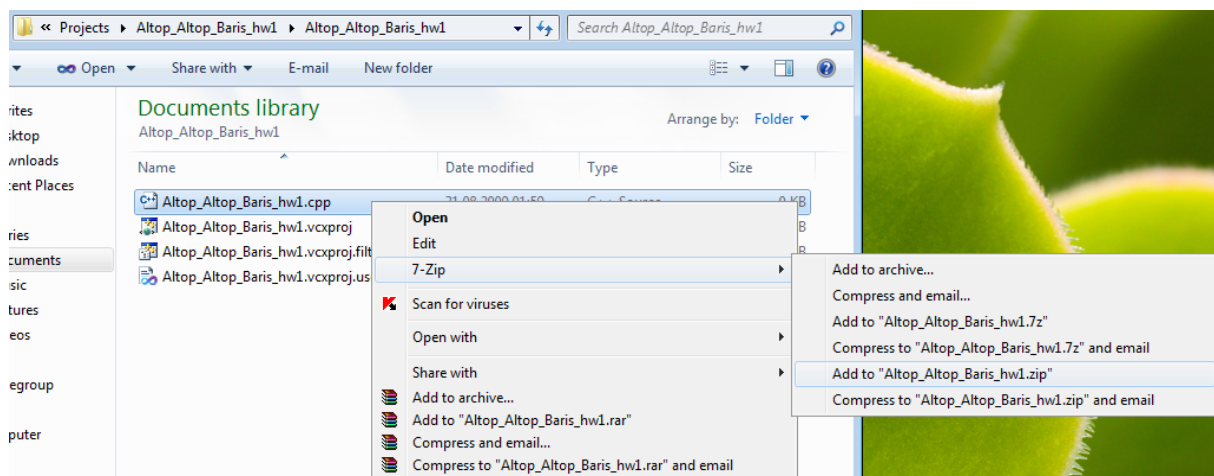 « Projects ▸ Altop_Altop_Baris_hw1 ▸ Altop_Altop_Baris_hw1
Search Altop_Altop_Baris_hw1
Open Share with E-mail New folder
Documents library
Altop_Altop_Baris_hw1
Arrange by: Folder
Name Date modified Type Size
Altop_Altop_Baris_hw1.cpp
Altop_Altop_Baris_hw1.vcxproj
Altop_Altop_Baris_hw1.vcxproj.filt
Altop_Altop_Baris_hw1.vcxproj.us
rites
sktop
wnloads
cent Places
ries
cuments
sic
tures
eos
egroup
puter
Open
Edit
7-Zip
Scan for viruses
Open with
Share with
Add to archive...
Add to "Altop_Altop_Baris_hw1.rar"
Compress and email...
Compress to "Altop_Altop_Baris_hw1.rar" and email
Add to archive...
Compress and email...
Add to "Altop_Altop_Baris_hw1.7z"
Compress to "Altop_Altop_Baris_hw1.7z" and email
Add to "Altop_Altop_Baris_hw1.zip"
Compress to "Altop_Altop_Baris_hw1.zip" and email